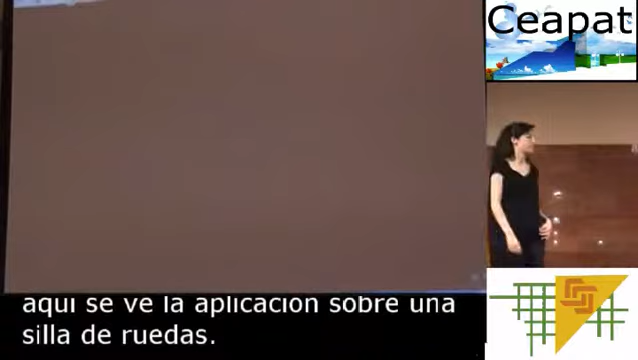 Ceapat
aquí se ve la aplicación sobre una
silla de ruedas.